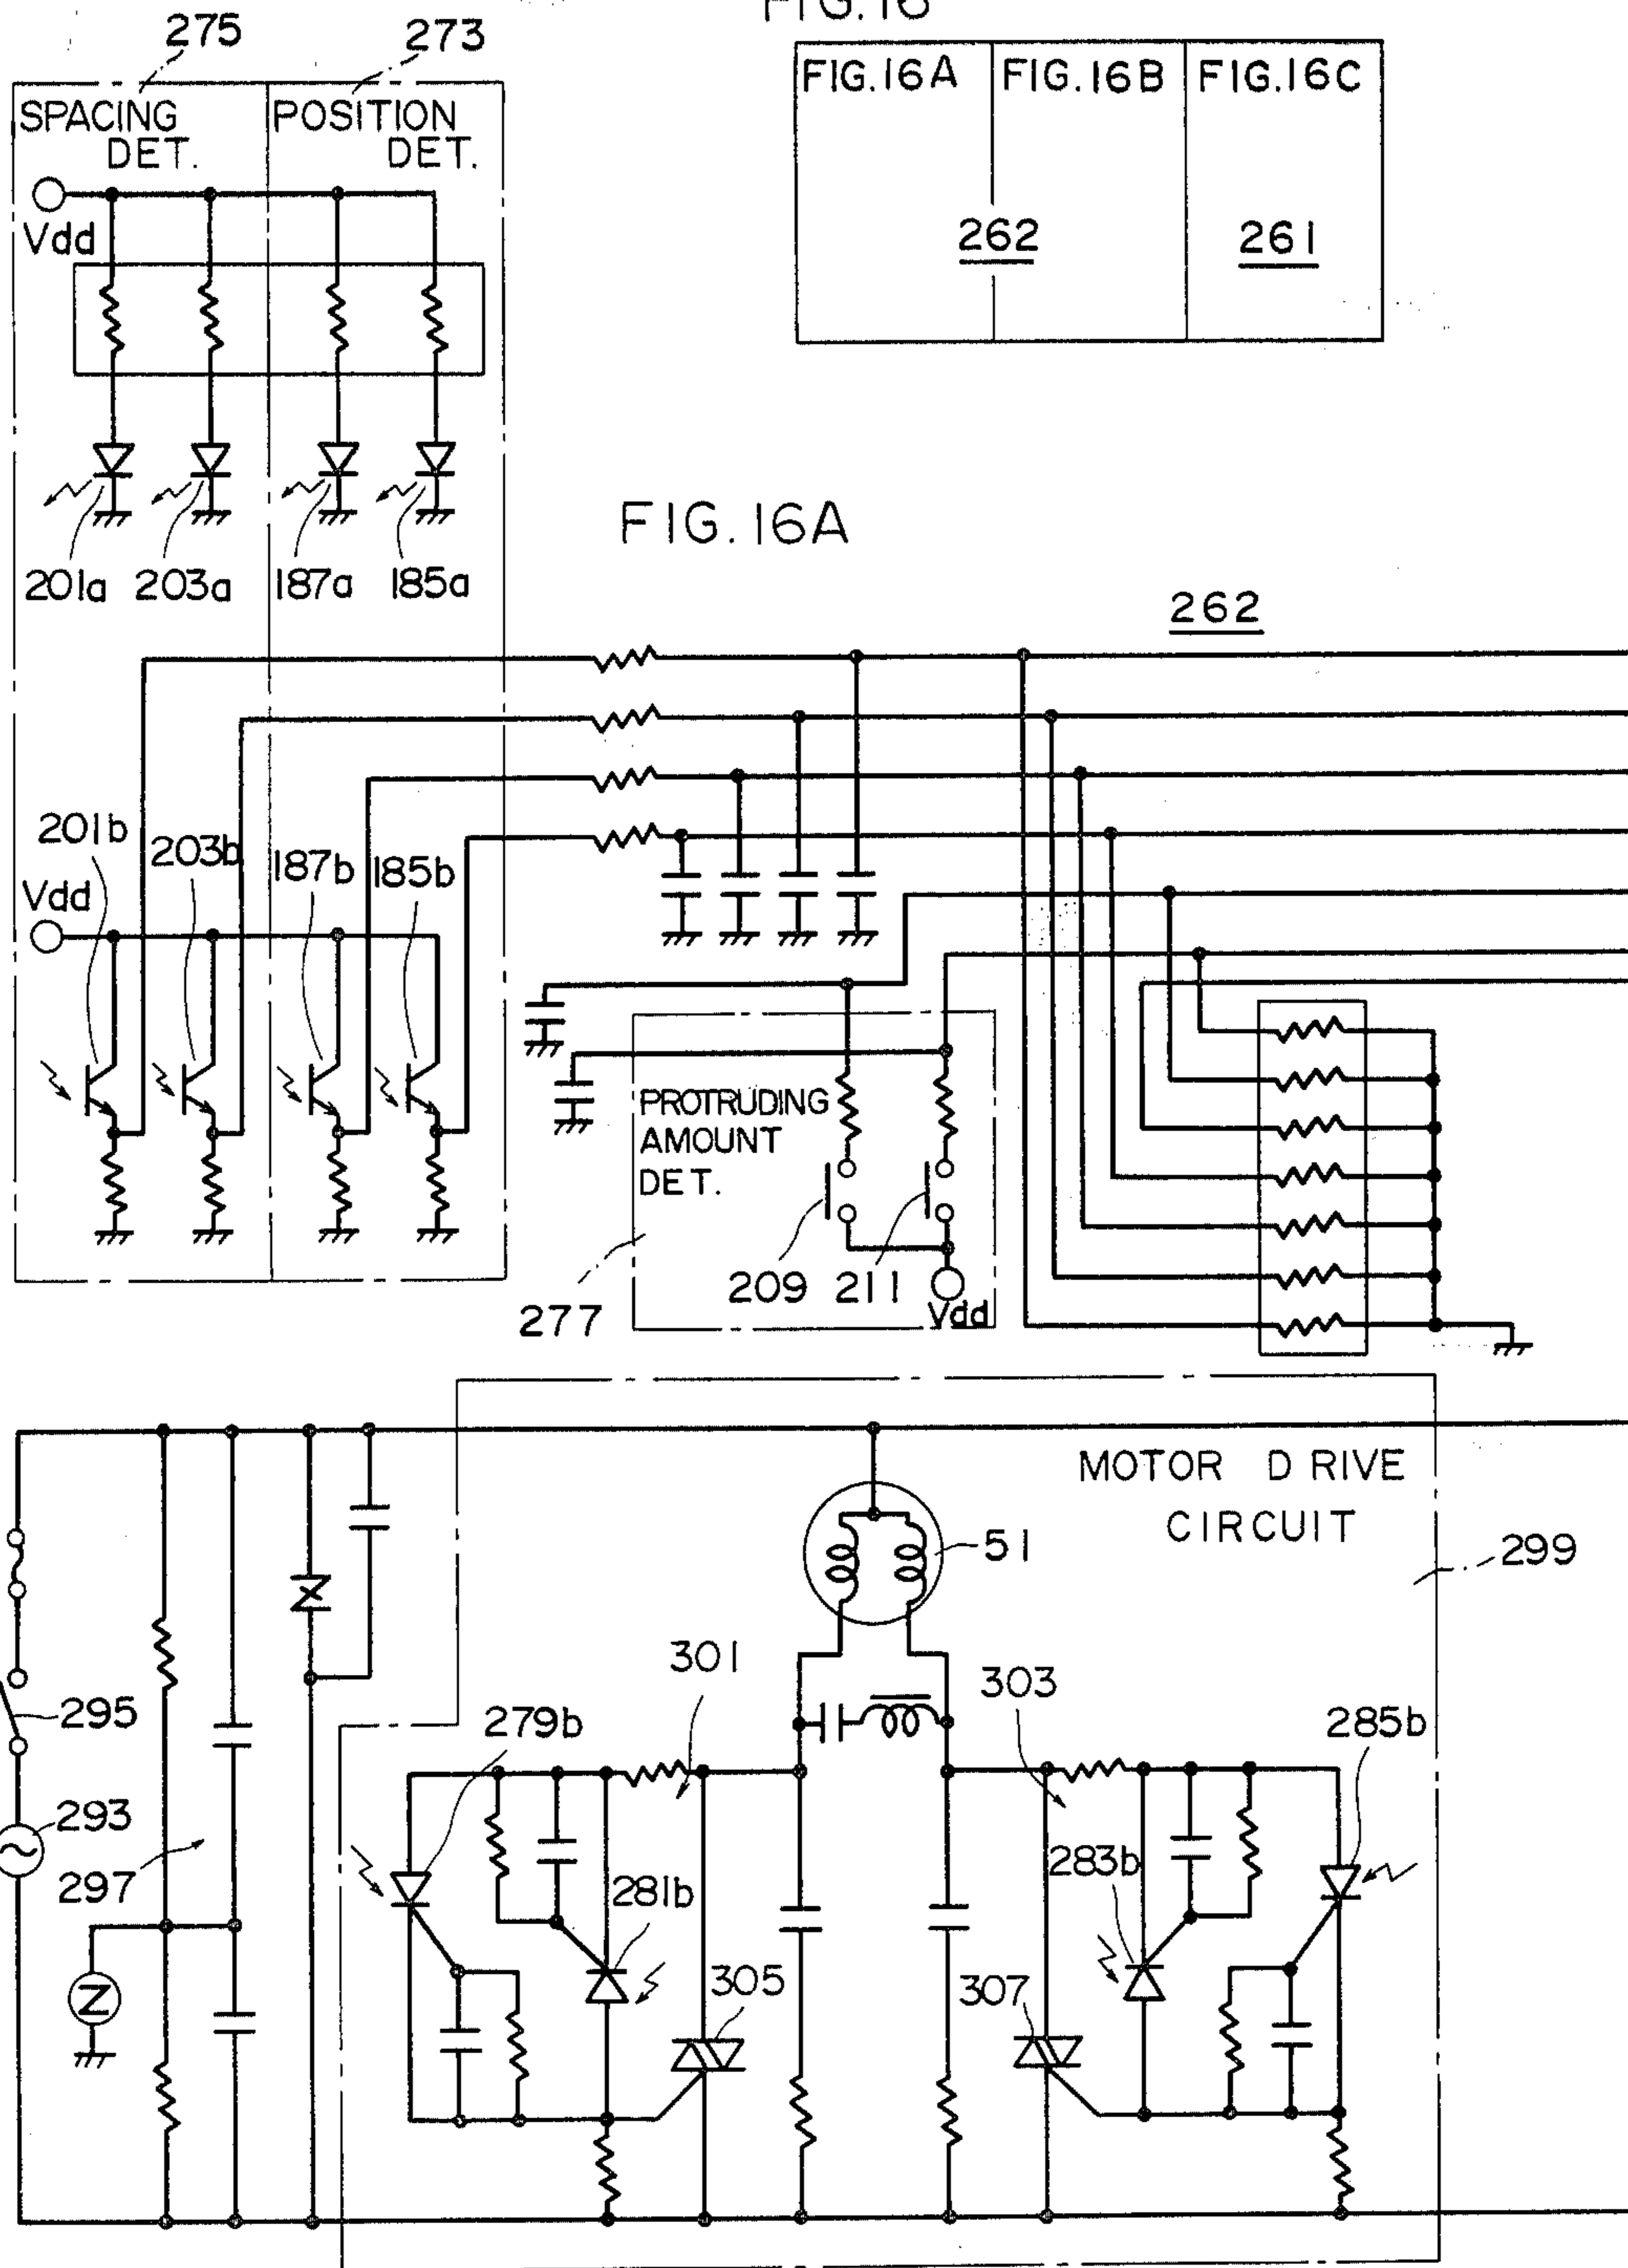 FIG. 16
275
273
FIG.16A
FIG.16B
FIG.16C
SPACING
DET.
POSITION
DET.
Vdd
262
261
FIG. 16A
201a
203a
187a
185a
262
201b
203b
187b
185b
Vdd
PROTRUDING
AMOUNT
DET.
209
211
277
Vdd
MOTOR DRIVE
CIRCUIT
51
299
301
303
295
279b
285b
293
283b
297
281b
305
307
Z